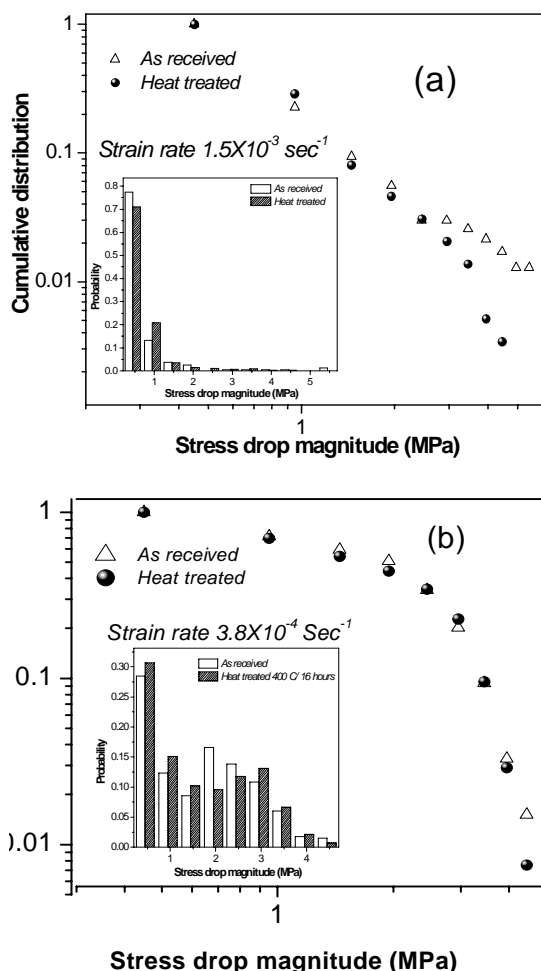 1
(a)
As received
Heat treated
Strain rate 1.5X10⁻³ sec⁻¹
As received
Heat treated
0.8
0.7
0.6
0.5
0.4
0.3
0.2
0.1
0.0
Probability
1 2 3 4 5
Stress drop magnitude (MPa)
0.1
0.01
Cumulative distribution
1
Stress drop magnitude (MPa)
1
(b)
As received
Heat treated
Strain rate 3.8X10⁻⁴ Sec⁻¹
As received
Heat treated 400 C/ 16 hours
0.30
0.25
0.20
0.15
0.10
0.05
0.00
Probability
1 2 3 4
Stress drop magnitude (MPa)
0.1
0.01
1
Stress drop magnitude (MPa)